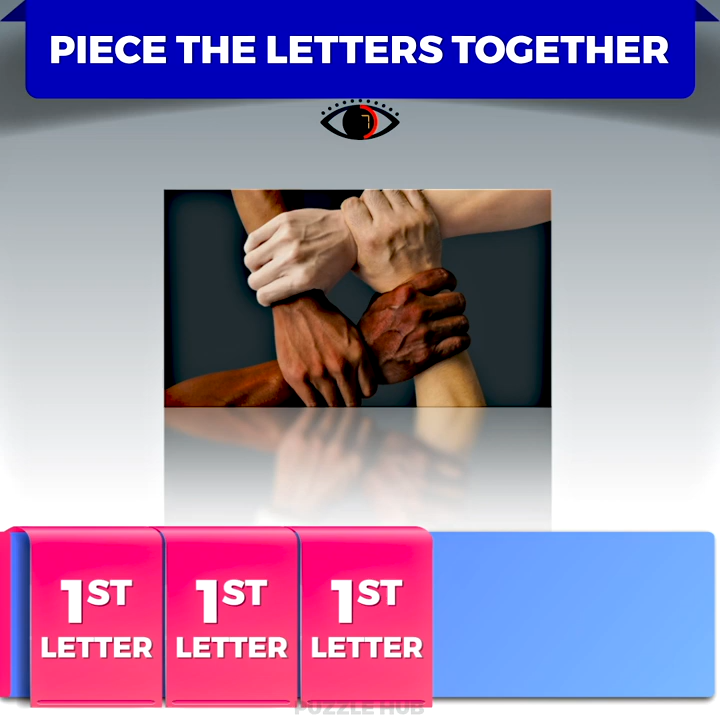 PIECE THE LETTERS TOGETHER
1ST 1ST 1ST
LETTER LETTER LETTER
PUZZLE HUB